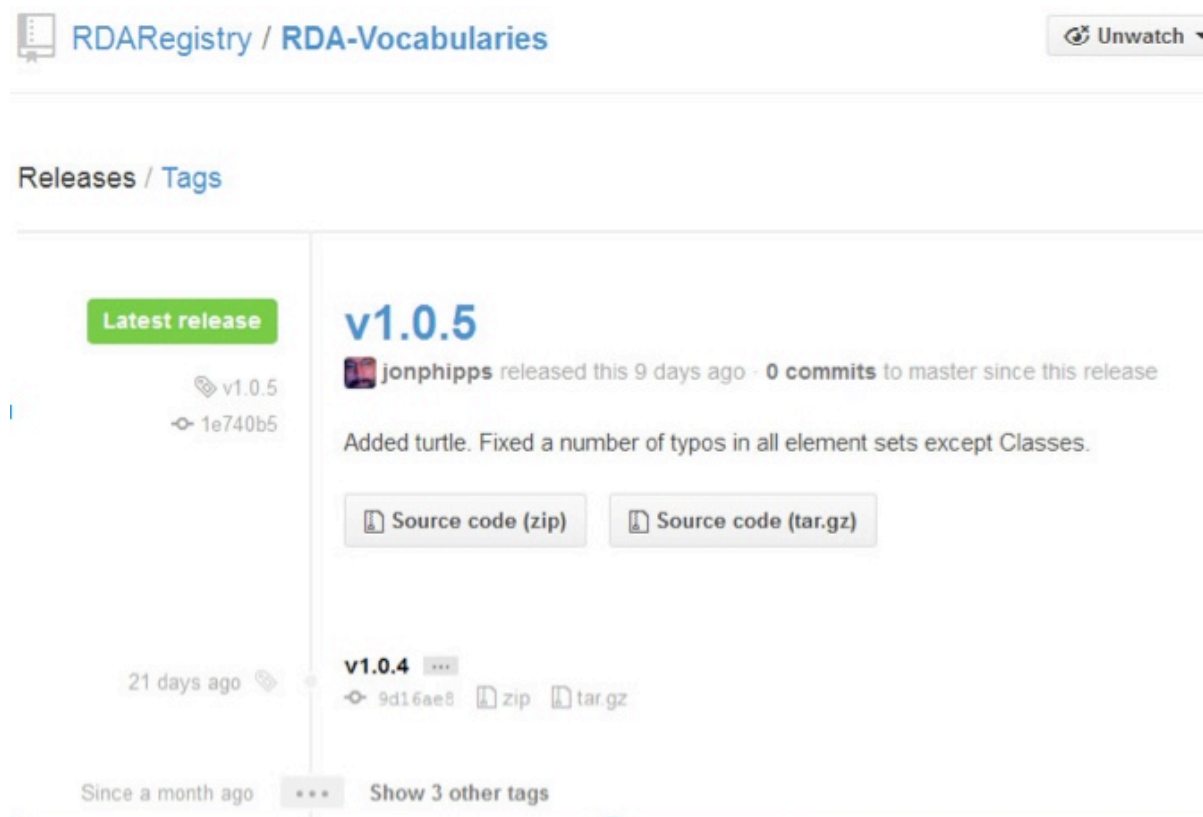 RDARegistry / RDA-Vocabularies
Unwatch
Releases / Tags
Latest release
v1.0.5
1e740b5
v1.0.5
jonphipps released this 9 days ago · 0 commits to master since this release
Added turtle. Fixed a number of typos in all element sets except Classes.
Source code (zip) Source code (tar.gz)
21 days ago
v1.0.4 ...
9d16ae8 zip tar.gz
Since a month ago ... Show 3 other tags